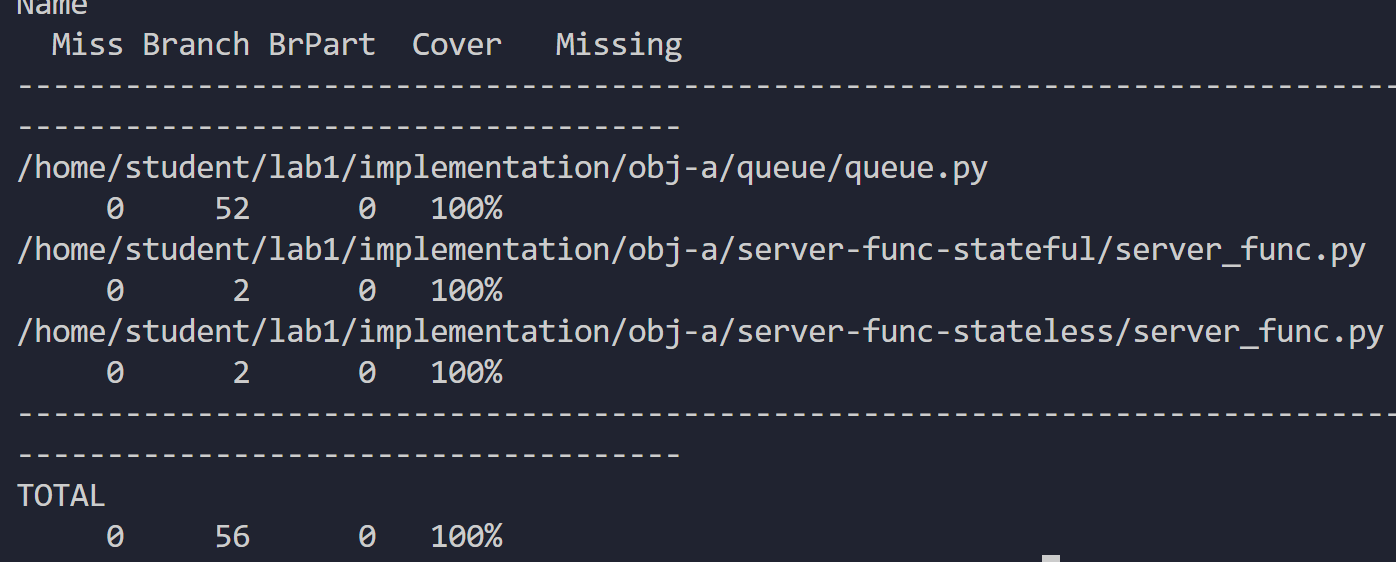 Name
  Miss Branch BrPart  Cover   Missing
-----------------------------------------------------------------------------
-------------------------------------
/home/student/lab1/implementation/obj-a/queue/queue.py
     0     52      0   100%
/home/student/lab1/implementation/obj-a/server-func-stateful/server_func.py
     0      2      0   100%
/home/student/lab1/implementation/obj-a/server-func-stateless/server_func.py
     0      2      0   100%
-----------------------------------------------------------------------------
-------------------------------------
TOTAL
     0     56      0   100%